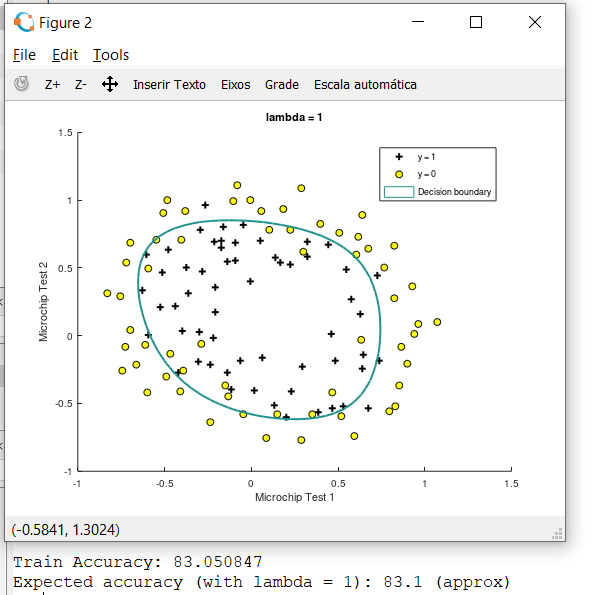 Figure 2
File Edit Tools
Z+ Z- Inserir Texto Eixos Grade Escala automática
lambda = 1
1.5
y = 1
y = 0
Decision boundary
1
0.5
Microchip Test 2
0
-0.5
-1
-1 -0.5 0 0.5 1 1.5
Microchip Test 1
(-0.5841, 1.3024)
Train Accuracy: 83.050847
Expected accuracy (with lambda = 1): 83.1 (approx)